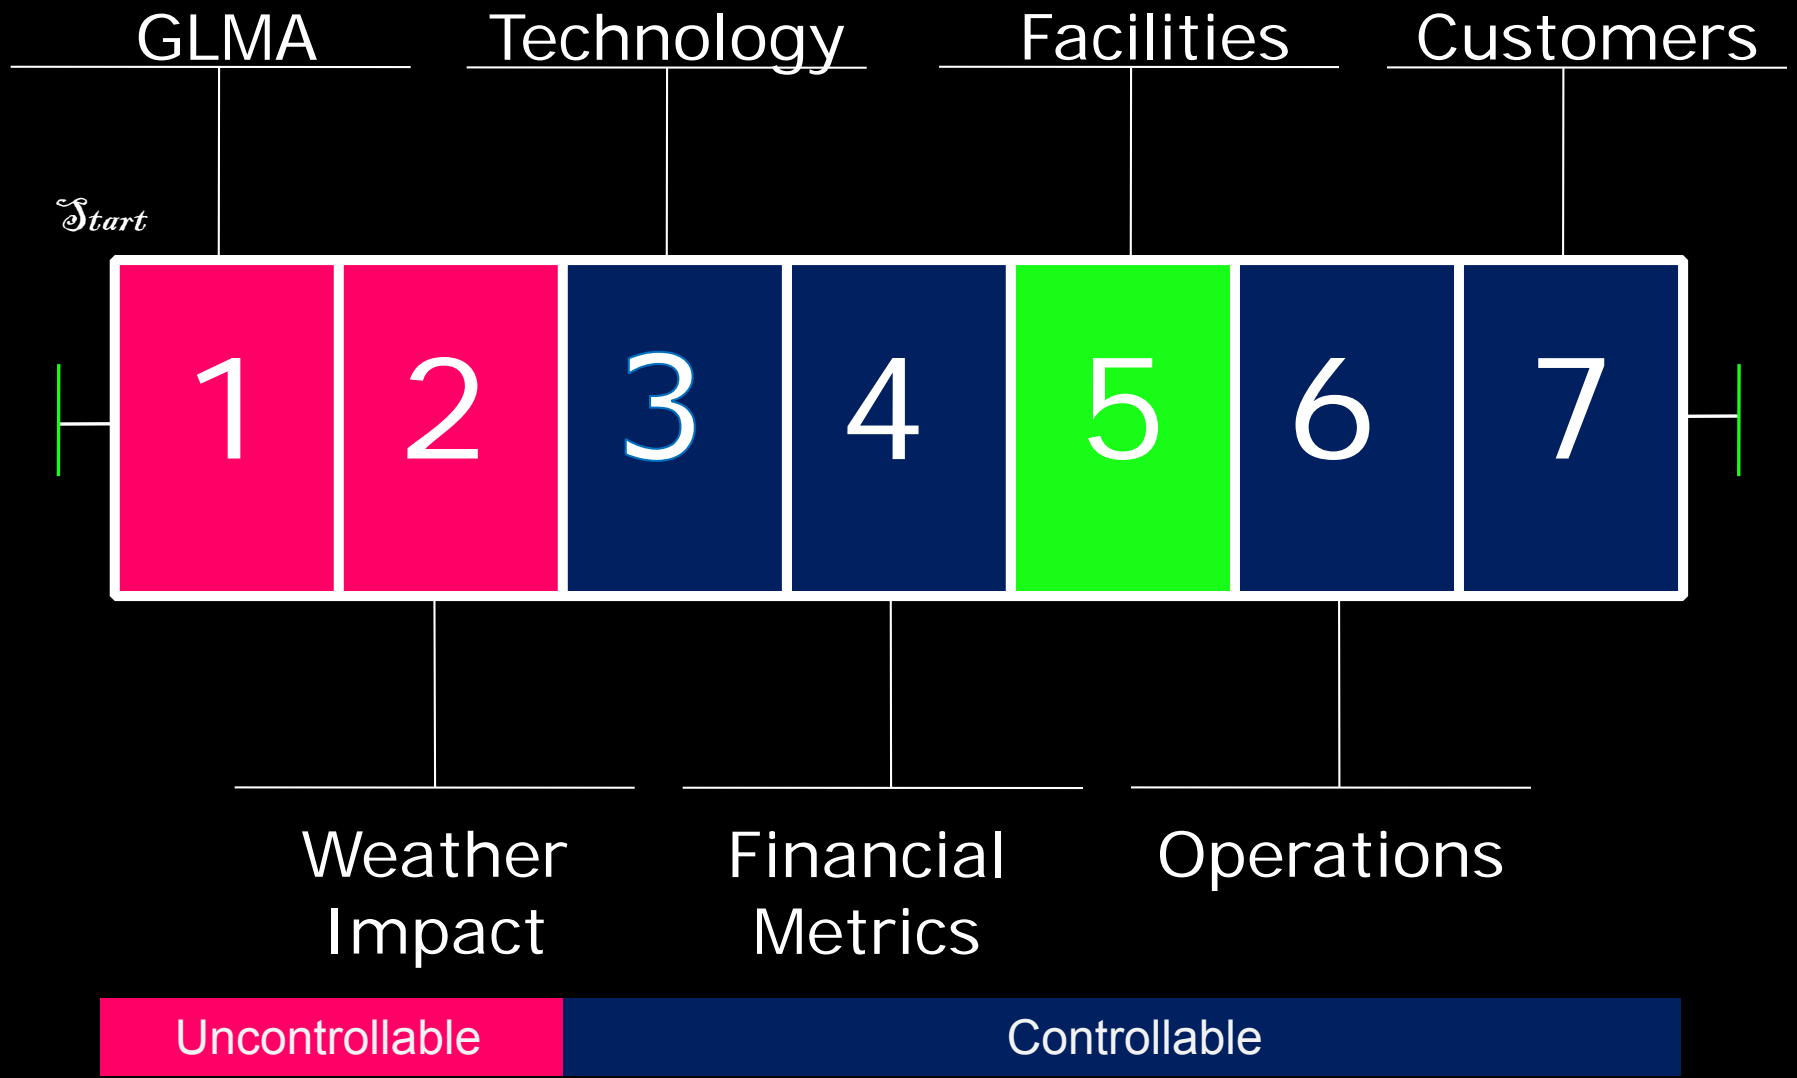 GLMA
Technology
Facilities
Customers
Start
1
2
3
4
5
6
7
Weather
Impact
Financial
Metrics
Operations
Uncontrollable
Controllable